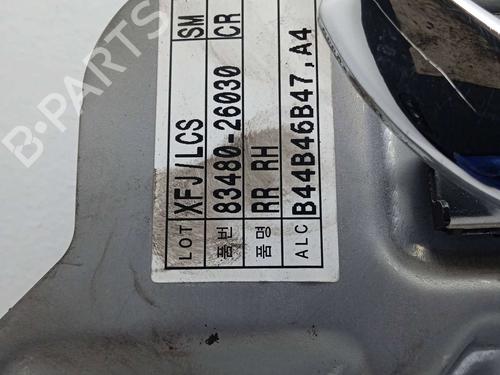 LOT XFJ/LCS SM
품번 83480-26030 CR
품명 RR RH
ALC B44B46B47,A4
B-PARTS